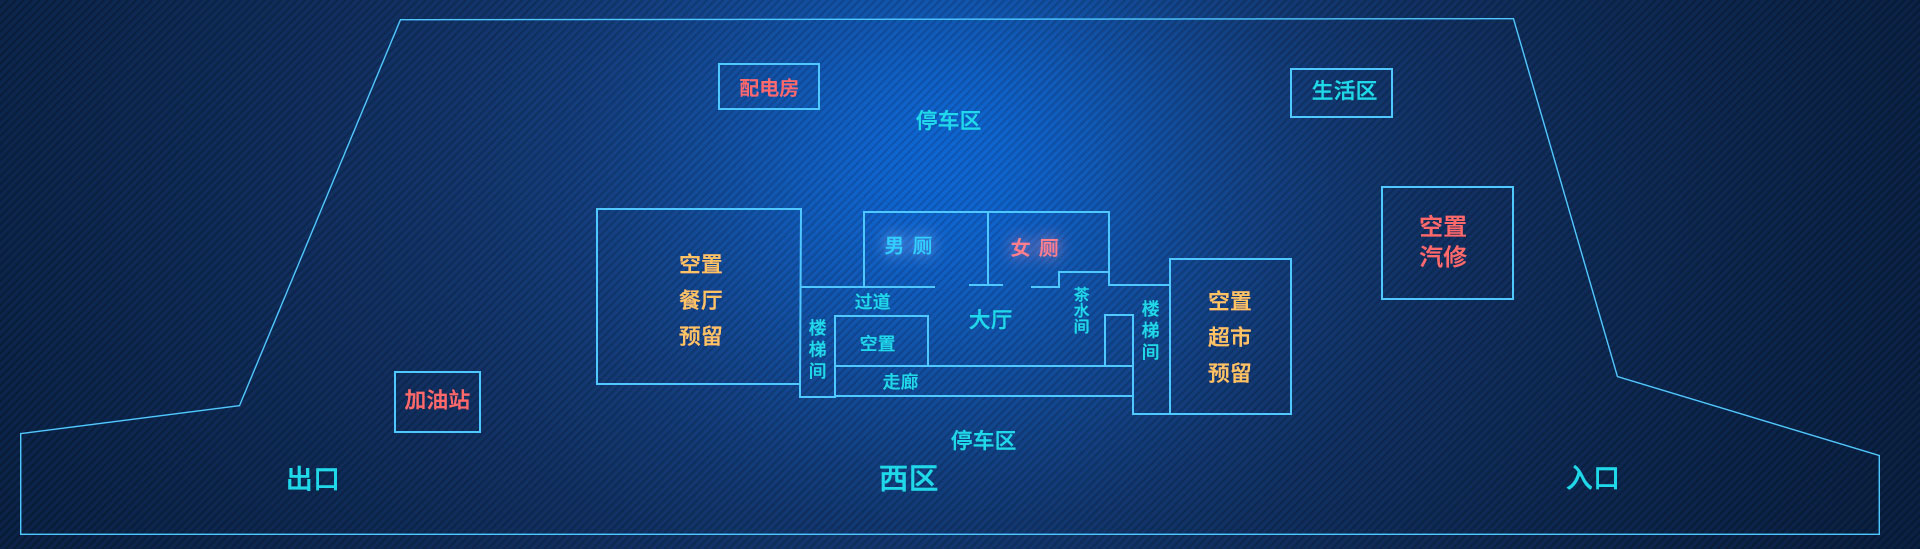 配电房
停车区
生活区
空置
汽修
男 厕
女 厕
空置
餐厅
预留
过道
大厅
茶水间
楼梯间
空置
楼梯间
走廊
空置
超市
预留
加油站
停车区
出口
西区
入口